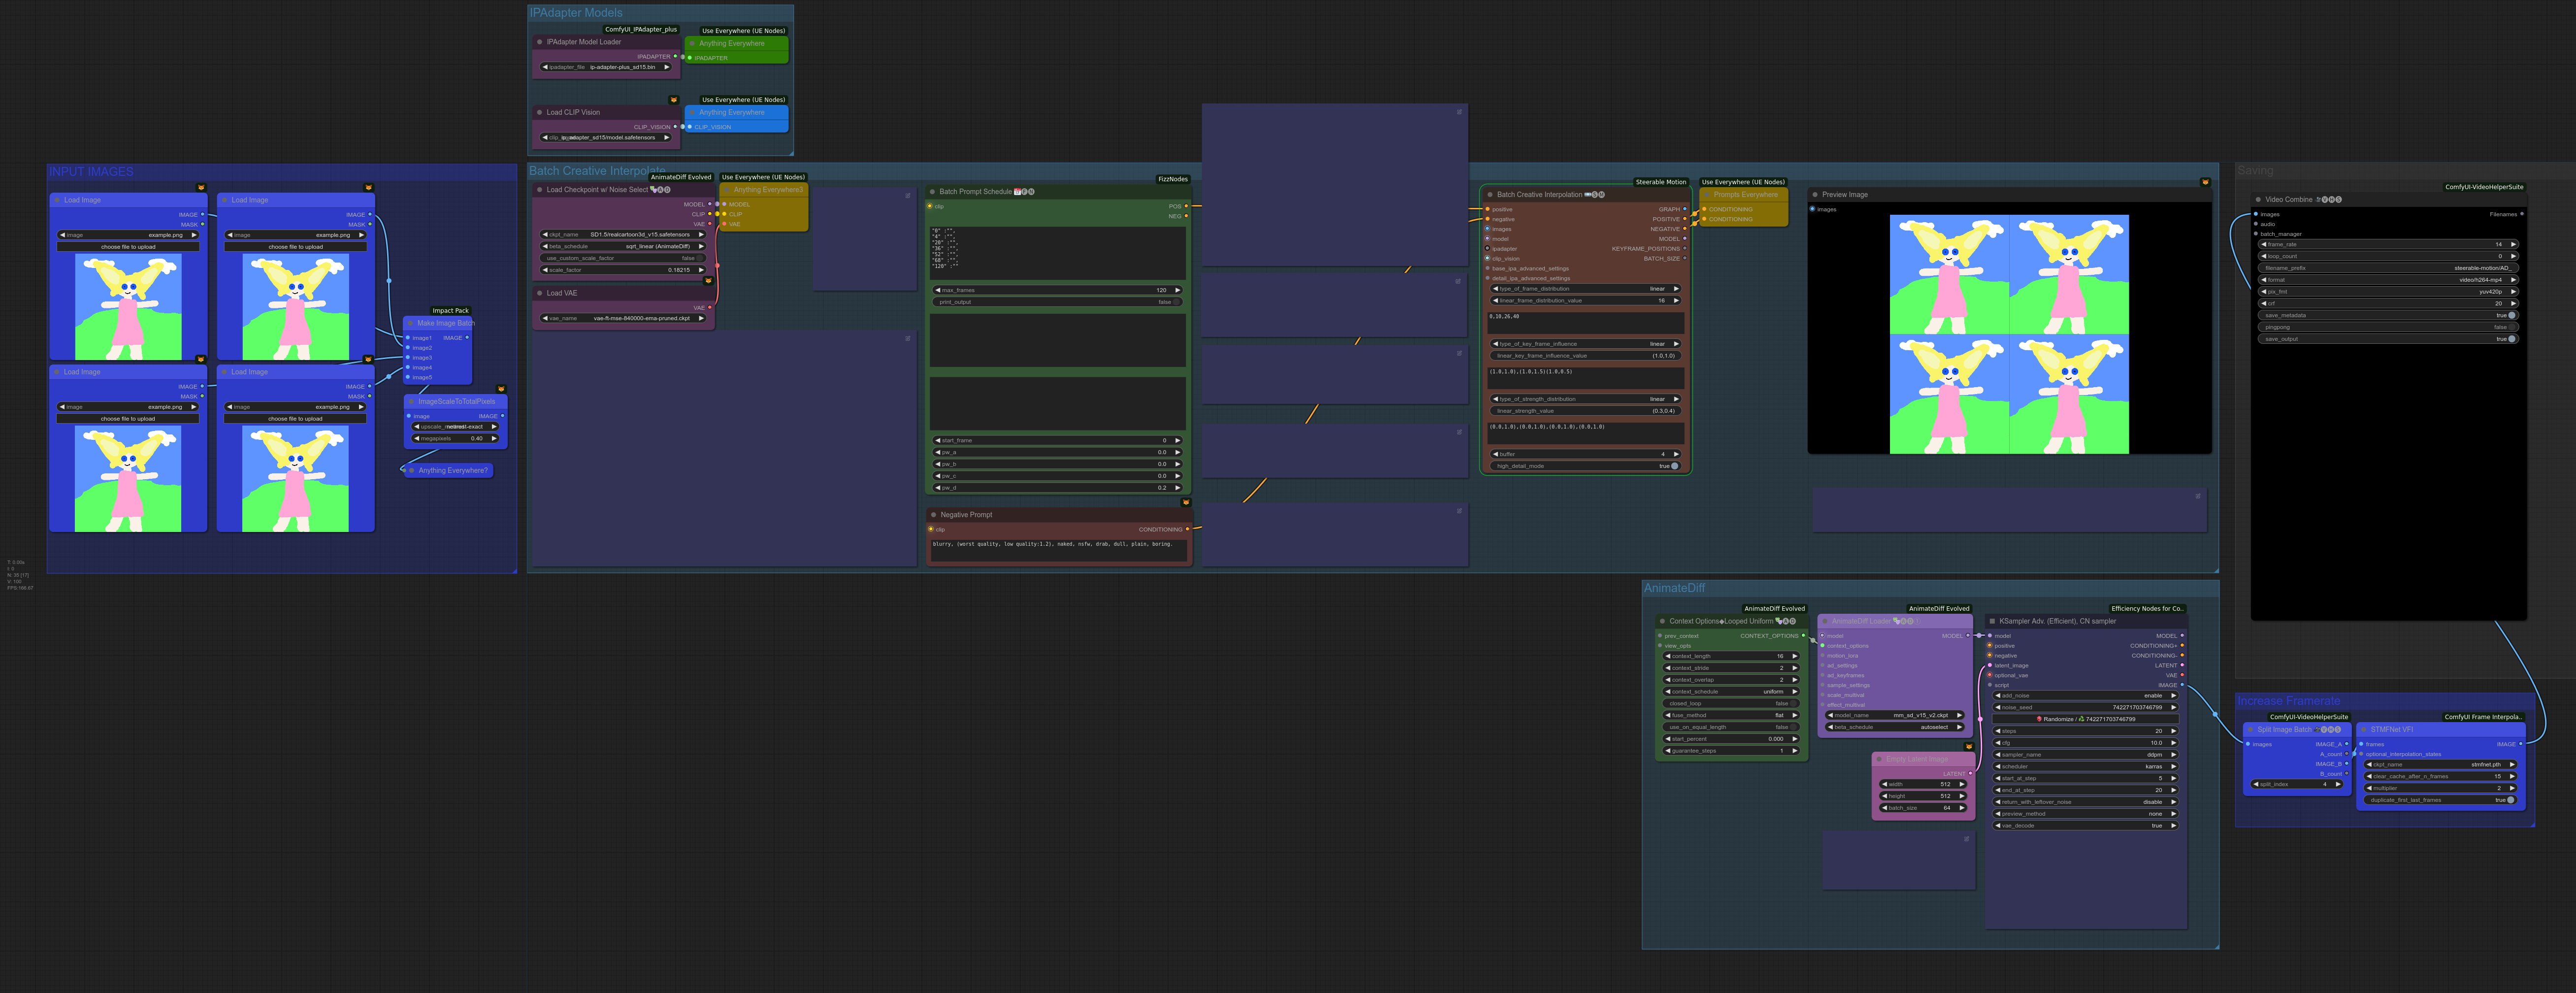 IPAdapter Models
ComfyUI_IPAdapter_plus
IPAdapter Model Loader
IPADAPTER
ipadapter_file ip-adapter-plus_sd15.bin
Use Everywhere (UE Nodes)
Anything Everywhere
IPADAPTER
Load CLIP Vision
CLIP_VISION
Use Everywhere (UE Nodes)
Anything Everywhere
CLIP_VISION
INPUT IMAGES
Load Image
IMAGE
MASK
image example.png
choose file to upload
Load Image
IMAGE
MASK
image example.png
choose file to upload
Load Image
IMAGE
MASK
image example.png
choose file to upload
Load Image
IMAGE
MASK
image example.png
choose file to upload
Impact Pack
Make Image Batch
image1 IMAGE
image2
image3
image4
image5
ImageScaleToTotalPixels
image IMAGE
megapixels 0.40
Anything Everywhere?
Batch Creative Interpolate
AnimateDiff Evolved
Load Checkpoint w/ Noise Select
MODEL
CLIP
VAE
ckpt_name SD1.5/realcartoon3d_v15.safetensors
beta_schedule sqrt_linear (AnimateDiff)
use_custom_scale_factor false
scale_factor 0.18215
Use Everywhere (UE Nodes)
Anything Everywhere3
MODEL
CLIP
VAE
Load VAE
VAE
vae_name vae-ft-mse-840000-ema-pruned.ckpt
FizzNodes
Batch Prompt Schedule
clip POS
NEG
"0" :"",
"4" :"",
"20" :"",
"36" :"",
"52" :"",
"68" :"",
"120" :""
max_frames 120
print_output false
start_frame 0
pw_a 0.0
pw_b 0.0
pw_c 0.0
pw_d 0.2
Negative Prompt
clip CONDITIONING
blurry, (worst quality, low quality:1.2), naked, nsfw, drab, dull, plain, boring.
Steerable Motion
Batch Creative Interpolation
positive GRAPH
negative POSITIVE
images NEGATIVE
model MODEL
ipadapter KEYFRAME_POSITIONS
clip_vision BATCH_SIZE
base_ipa_advanced_settings
detail_ipa_advanced_settings
type_of_frame_distribution linear
linear_frame_distribution_value 16
0,10,26,40
type_of_key_frame_influence linear
linear_key_frame_influence_value (1.0,1.0)
(1.0,1.0),(1.0,1.5)(1.0,0.5)
type_of_strength_distribution linear
linear_strength_value (0.3,0.4)
(0.0,1.0),(0.0,1.0),(0.0,1.0),(0.0,1.0)
buffer 4
high_detail_mode true
Use Everywhere (UE Nodes)
Prompts Everywhere
CONDITIONING
CONDITIONING
Preview Image
images
Saving
ComfyUI-VideoHelperSuite
Video Combine
images Filenames
audio
batch_manager
frame_rate 14
loop_count 0
filename_prefix steerable-motion/AD_
format video/h264-mp4
pix_fmt yuv420p
crf 20
save_metadata true
pingpong false
save_output true
AnimateDiff
AnimateDiff Evolved
Context Options◆Looped Uniform
prev_context CONTEXT_OPTIONS
view_opts
context_length 16
context_stride 2
context_overlap 2
context_schedule uniform
closed_loop false
fuse_method flat
use_on_equal_length false
start_percent 0.000
guarantee_steps 1
AnimateDiff Evolved
AnimateDiff Loader
model MODEL
context_options
motion_lora
ad_settings
ad_keyframes
sample_settings
scale_multival
effect_multival
model_name mm_sd_v15_v2.ckpt
beta_schedule autoselect
Empty Latent Image
LATENT
width 512
height 512
batch_size 64
Efficiency Nodes for Co..
KSampler Adv. (Efficient), CN sampler
model MODEL
positive CONDITIONING+
negative CONDITIONING-
latent_image LATENT
optional_vae VAE
script IMAGE
add_noise enable
noise_seed 742271703746799
Randomize / 742271703746799
steps 20
cfg 10.0
sampler_name ddpm
scheduler karras
start_at_step 5
end_at_step 20
return_with_leftover_noise disable
preview_method none
vae_decode true
Increase Framerate
ComfyUI-VideoHelperSuite
Split Image Batch
images IMAGE_A
A_count
IMAGE_B
B_count
split_index 4
ComfyUI Frame Interpola..
STMFNet VFI
frames IMAGE
optional_interpolation_states
ckpt_name stmfnet.pth
clear_cache_after_n_frames 15
multiplier 2
duplicate_first_last_frames true
T: 0.00s
I: 0
V: 100